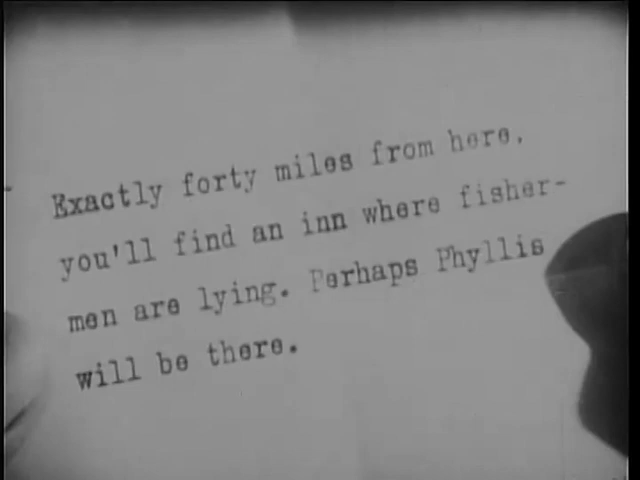 Exactly forty miles from here,
you'll find an inn where fisher-
men are lying. Perhaps Phyllis
will be there.